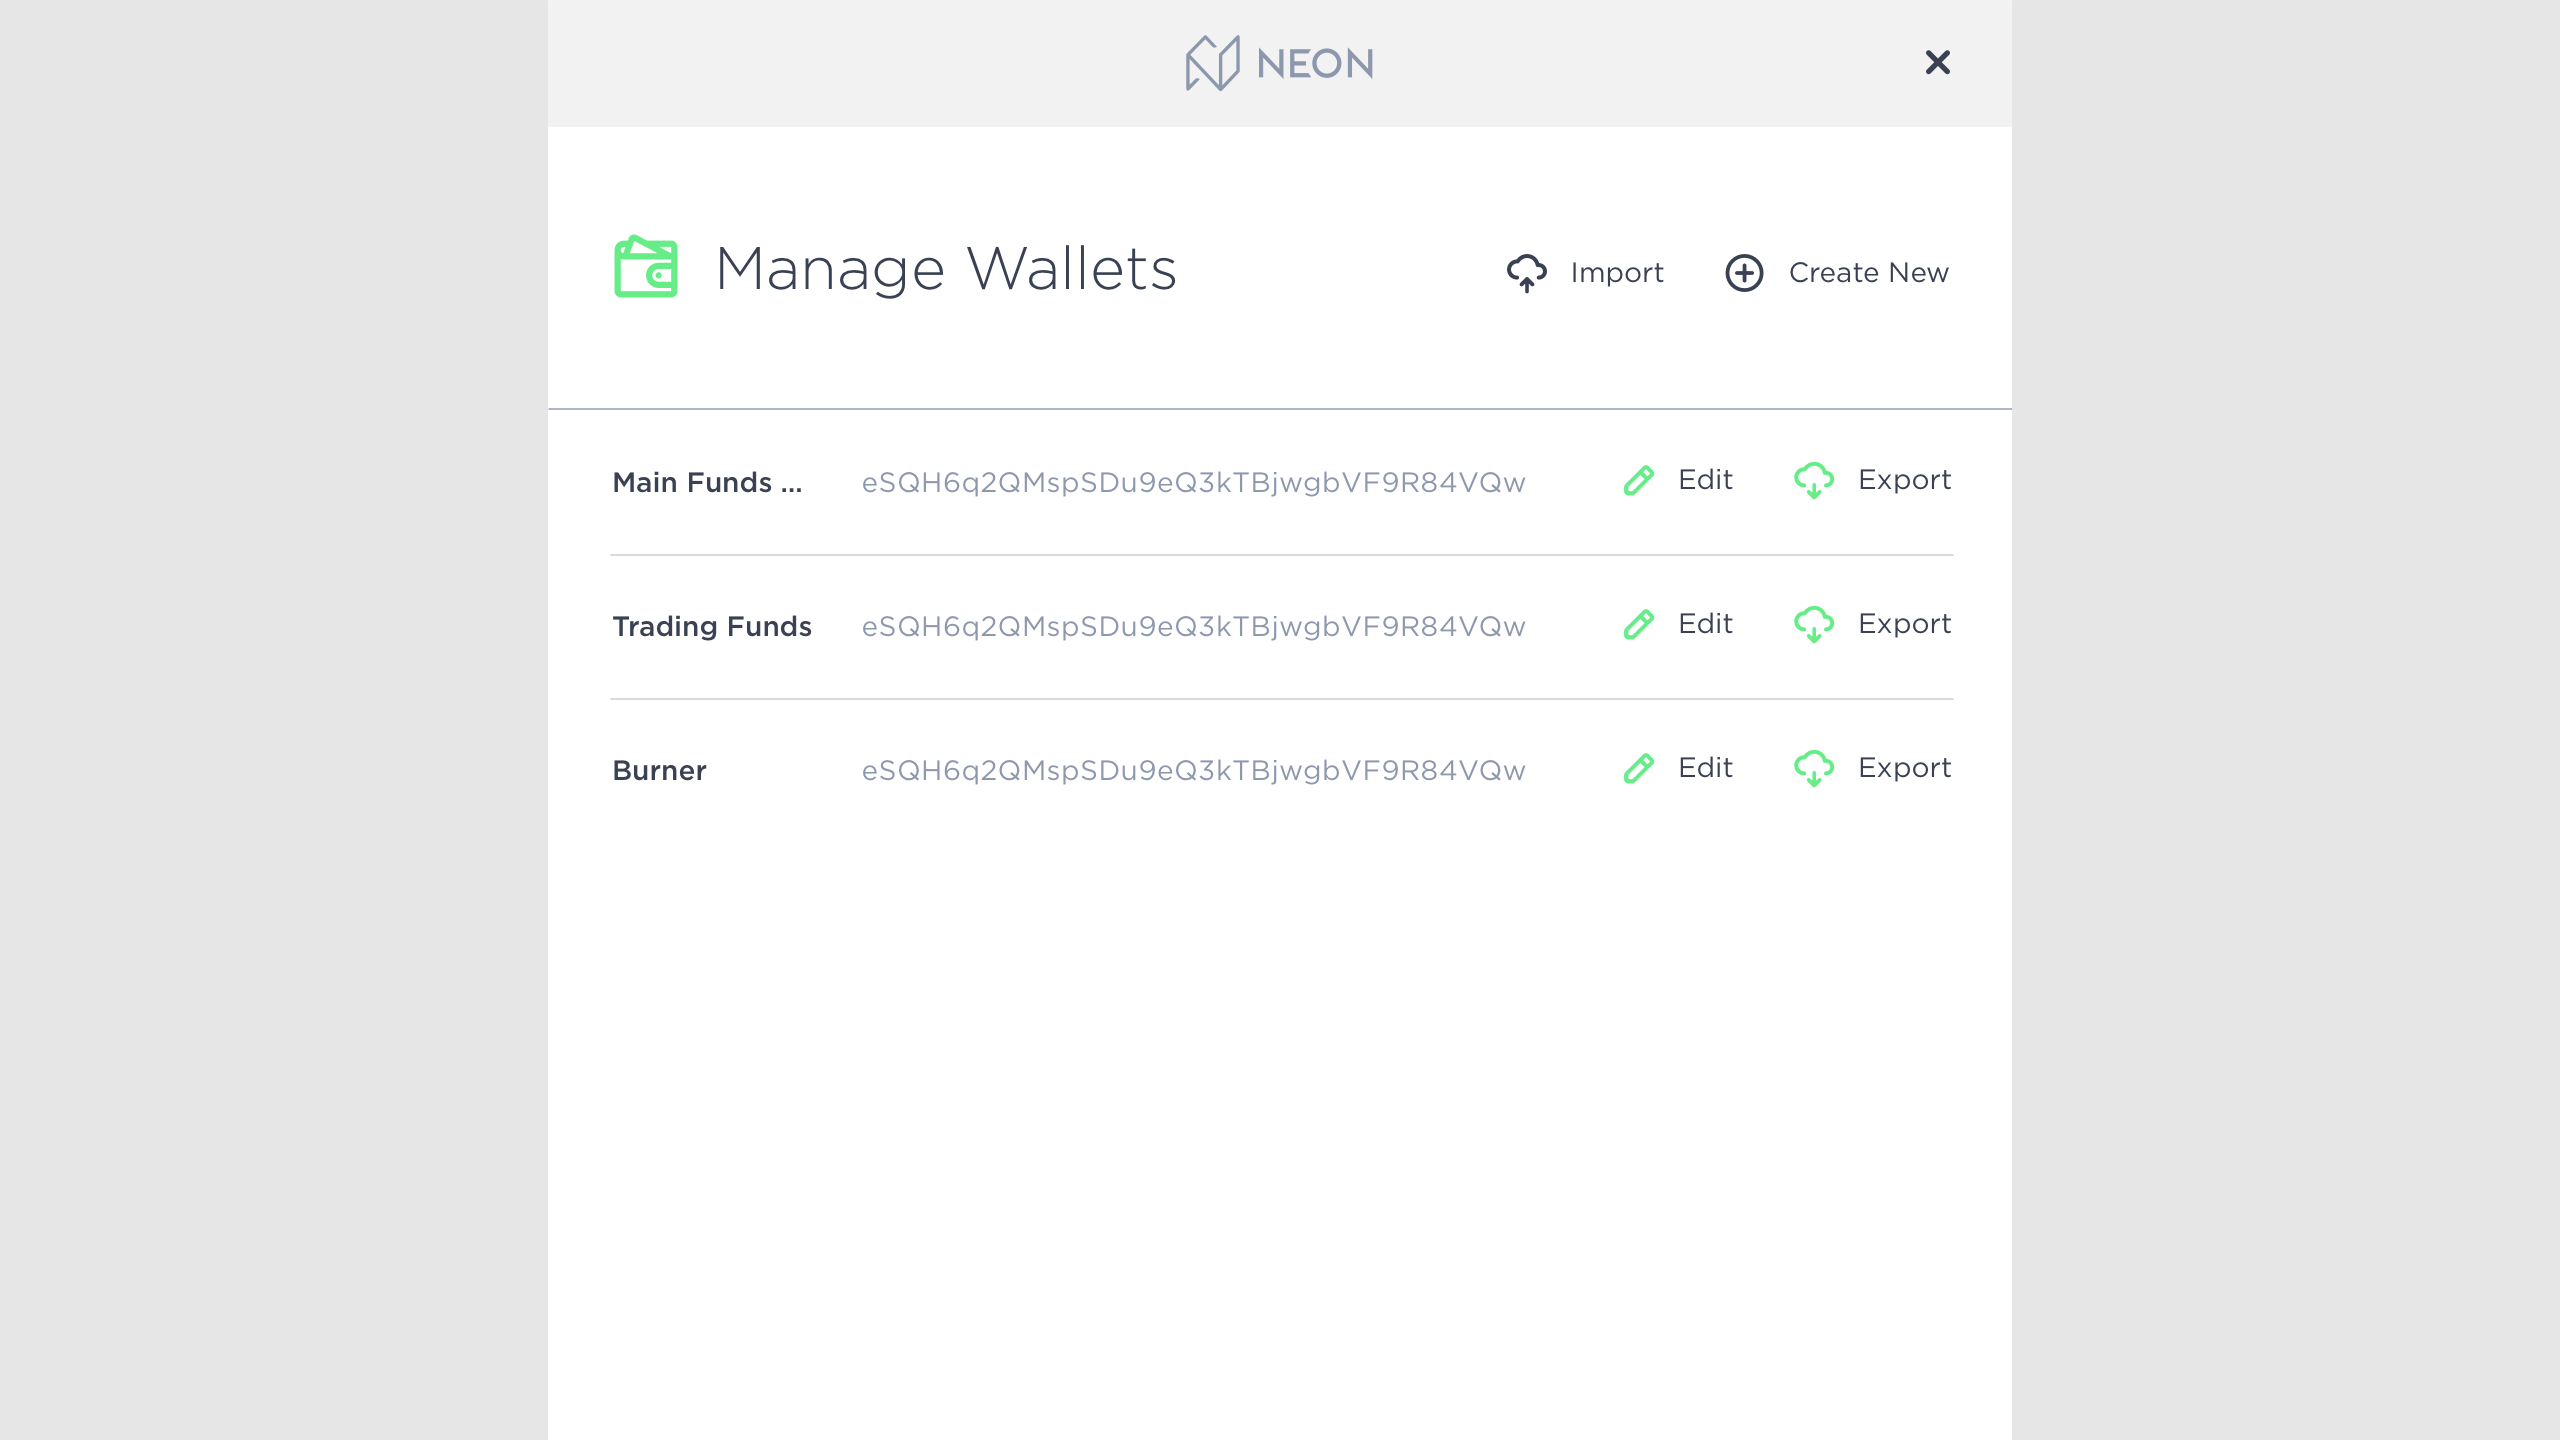 NEON
Manage Wallets
Import
Create New
Main Funds ...
eSQH6q2QMspSDu9eQ3kTBjwgbVF9R84VQw
Edit
Export
Trading Funds
eSQH6q2QMspSDu9eQ3kTBjwgbVF9R84VQw
Edit
Export
Burner
eSQH6q2QMspSDu9eQ3kTBjwgbVF9R84VQw
Edit
Export